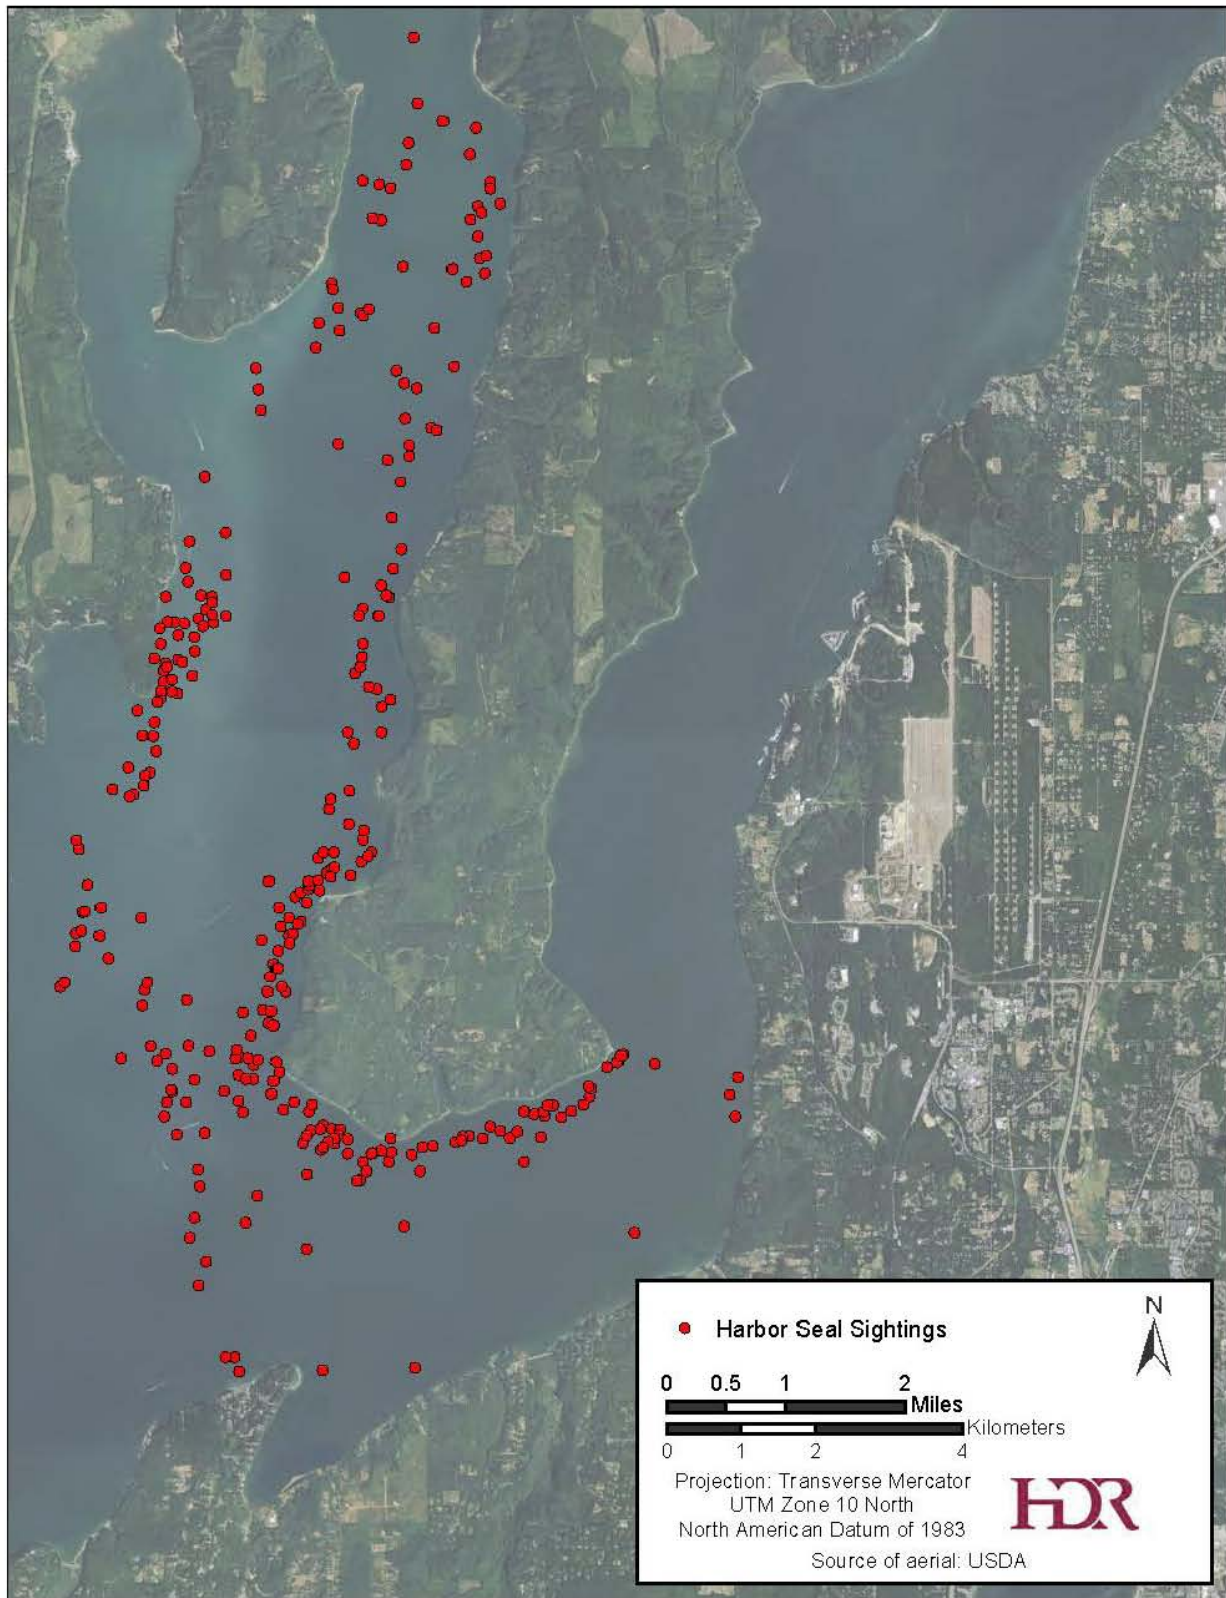 N
Harbor Seal Sightings
0 0.5 1 2
Miles
Kilometers
0 1 2 4
Projection: Transverse Mercator
UTM Zone 10 North
North American Datum of 1983
HDR
Source of aerial: USDA